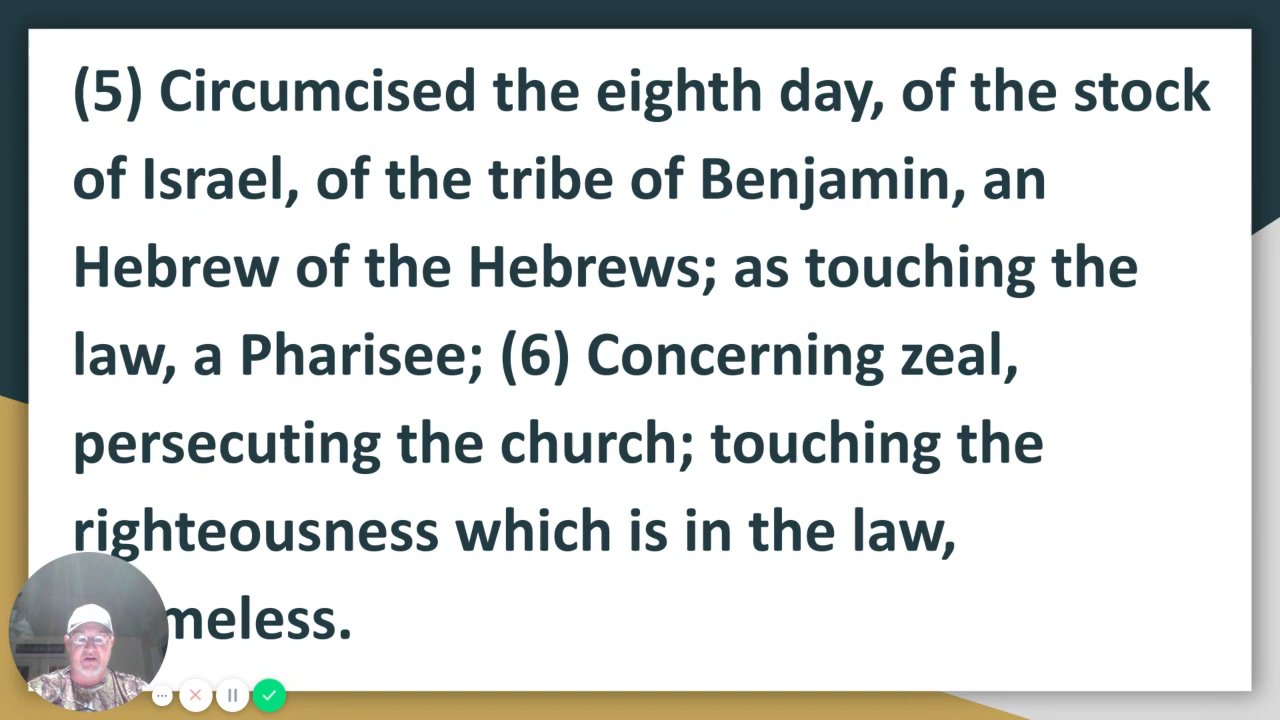 (5) Circumcised the eighth day, of the stock
of Israel, of the tribe of Benjamin, an
Hebrew of the Hebrews; as touching the
law, a Pharisee; (6) Concerning zeal,
persecuting the church; touching the
righteousness which is in the law,
meless.